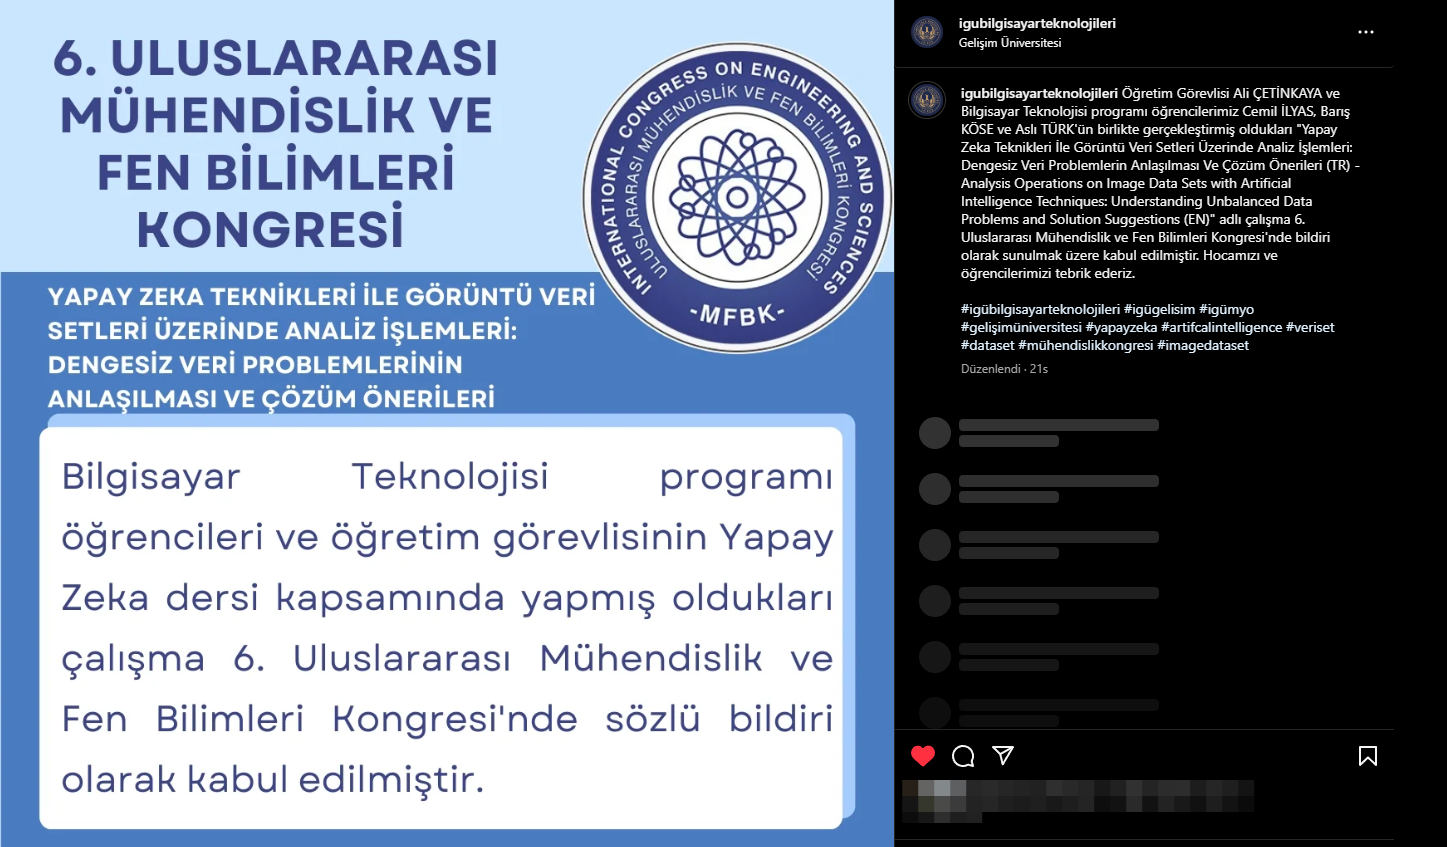 6. ULUSLARARASI
MÜHENDİSLİK VE
FEN BİLİMLERİ
KONGRESİ
INTERNATIONAL CONGRESS ON ENGINEERING AND SCIENCES
ULUSLARARASI MÜHENDİSLİK VE FEN BİLİMLERİ KONGRESİ
-MFBK-
YAPAY ZEKA TEKNİKLERİ İLE GÖRÜNTÜ VERİ
SETLERİ ÜZERİNDE ANALİZ İŞLEMLERİ:
DENGESİZ VERİ PROBLEMLERİNİN
ANLAŞILMASI VE ÇÖZÜM ÖNERİLERİ
Bilgisayar Teknolojisi programı
öğrencileri ve öğretim görevlisinin Yapay
Zeka dersi kapsamında yapmış oldukları
çalışma 6. Uluslararası Mühendislik ve
Fen Bilimleri Kongresi'nde sözlü bildiri
olarak kabul edilmiştir.
igubilgisayarteknolojileri
Gelişim Üniversitesi
igubilgisayarteknolojileri Öğretim Görevlisi Ali ÇETİNKAYA ve
Bilgisayar Teknolojisi programı öğrencilerimiz Cemil İLYAS, Barış
KÖSE ve Aslı TÜRK'ün birlikte gerçekleştirmiş oldukları "Yapay
Zeka Teknikleri İle Görüntü Veri Setleri Üzerinde Analiz İşlemleri:
Dengesiz Veri Problemlerin Anlaşılması Ve Çözüm Önerileri (TR) -
Analysis Operations on Image Data Sets with Artificial
Intelligence Techniques: Understanding Unbalanced Data
Problems and Solution Suggestions (EN)" adlı çalışma 6.
Uluslararası Mühendislik ve Fen Bilimleri Kongresi'nde bildiri
olarak sunulmak üzere kabul edilmiştir. Hocamızı ve
öğrencilerimizi tebrik ederiz.
#igübilgisayarteknolojileri #igügelisim #igümyo
#gelişimüniversitesi #yapayzeka #artifcalintelligence #veriset
#dataset #mühendislikkongresi #imagedataset
Düzenlendi · 21s